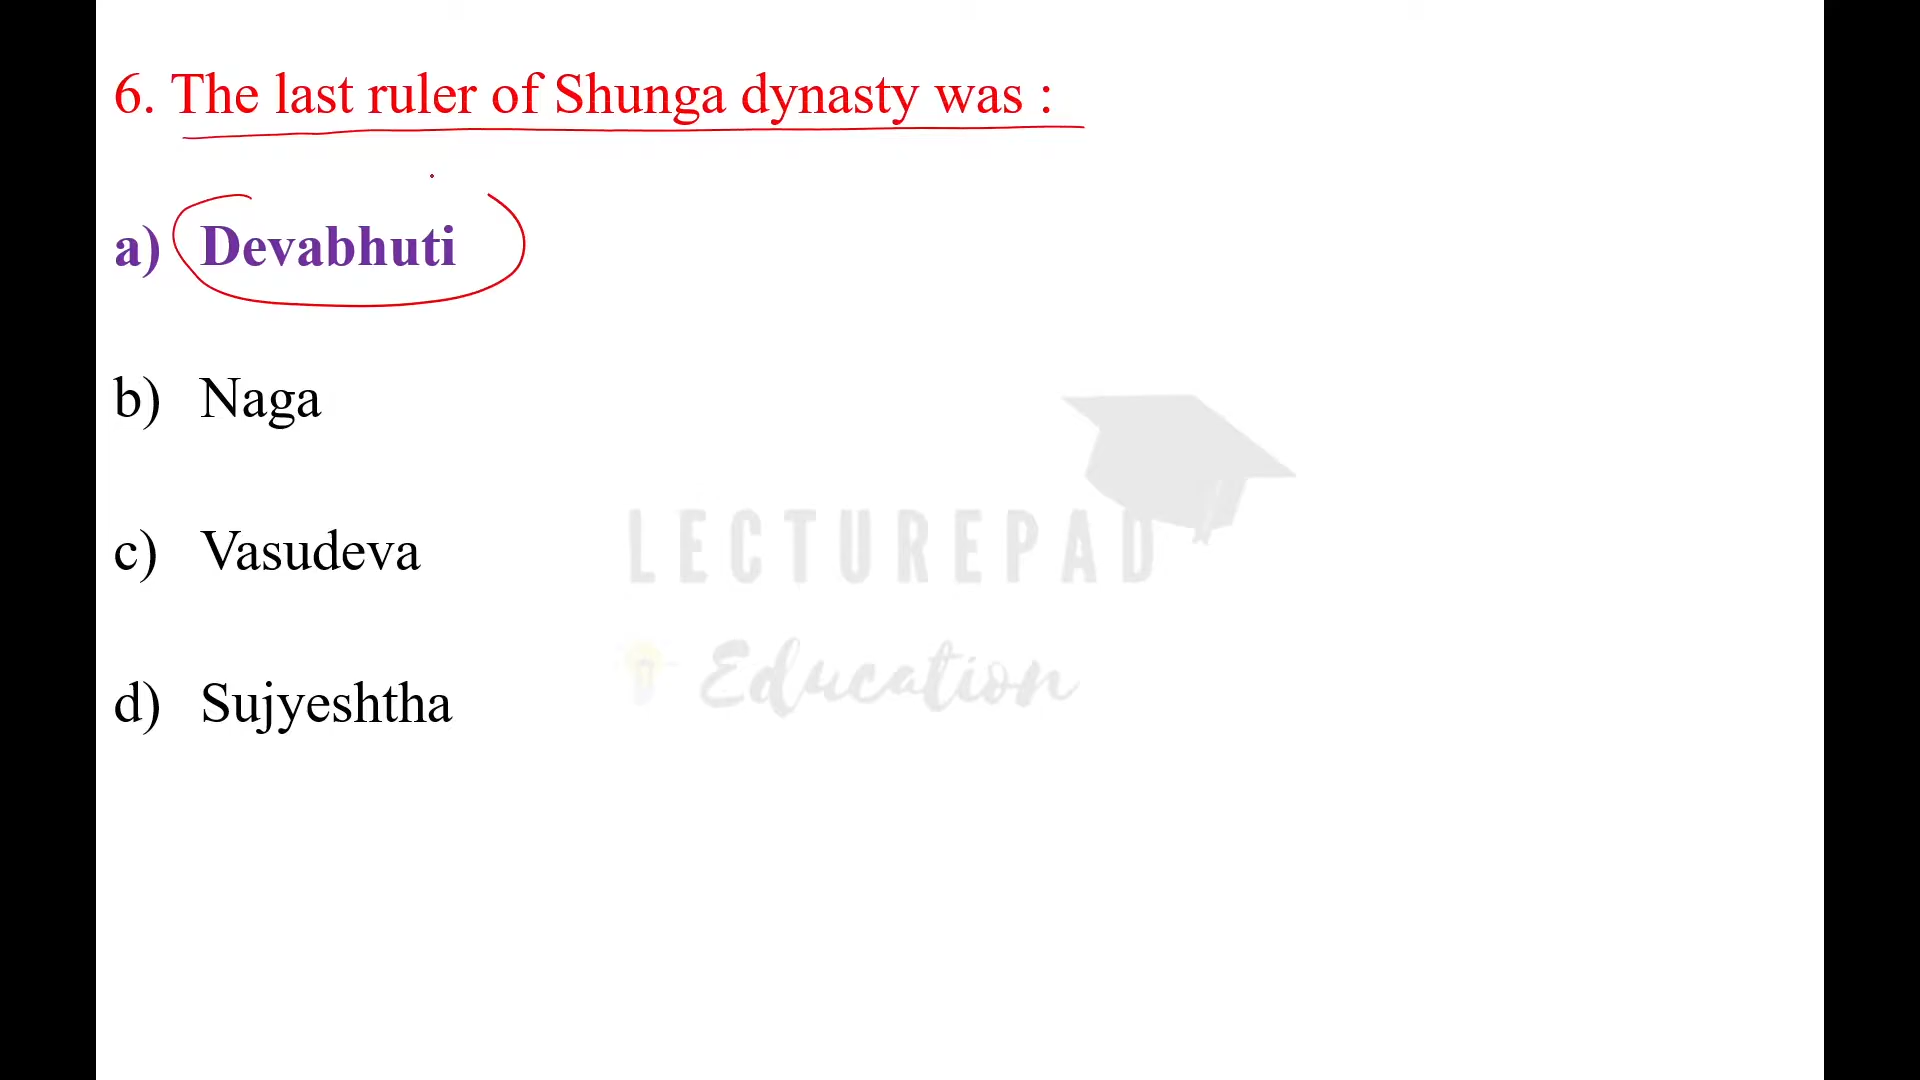 6. The last ruler of Shunga dynasty was :
a) Devabhuti
b) Naga
LECTUREPAD
c) Vasudeva
Education
d) Sujyeshtha